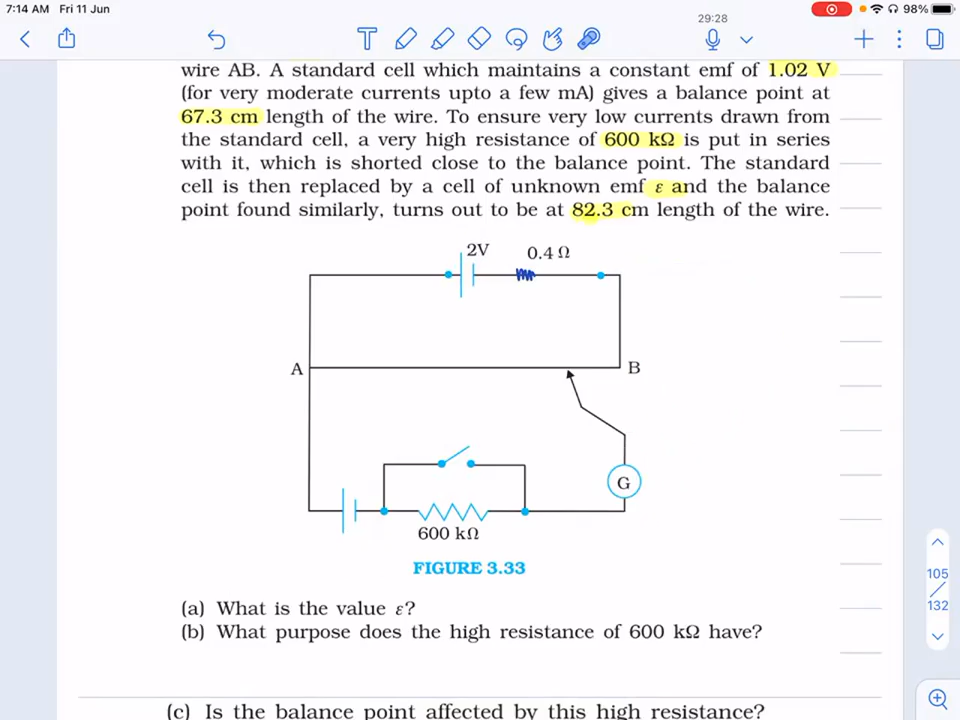 7:14 AM Fri 11 Jun
98%
29:28
wire AB. A standard cell which maintains a constant emf of 1.02 V
(for very moderate currents upto a few mA) gives a balance point at
67.3 cm length of the wire. To ensure very low currents drawn from
the standard cell, a very high resistance of 600 kΩ is put in series
with it, which is shorted close to the balance point. The standard
cell is then replaced by a cell of unknown emf ε and the balance
point found similarly, turns out to be at 82.3 cm length of the wire.
2V 0.4 Ω
A B
G
600 kΩ
FIGURE 3.33
105
132
(a) What is the value ε?
(b) What purpose does the high resistance of 600 kΩ have?
(c) Is the balance point affected by this high resistance?